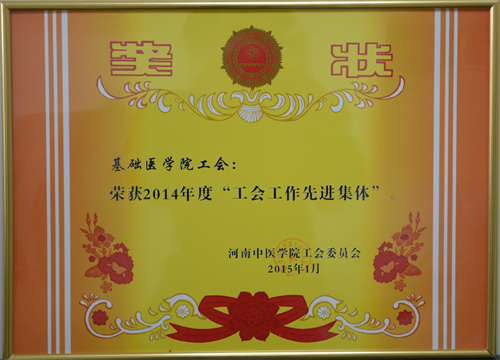 奖状
基础医学院工会：
荣获2014年度“工会工作先进集体”。
河南中医学院工会委员会
2015年1月